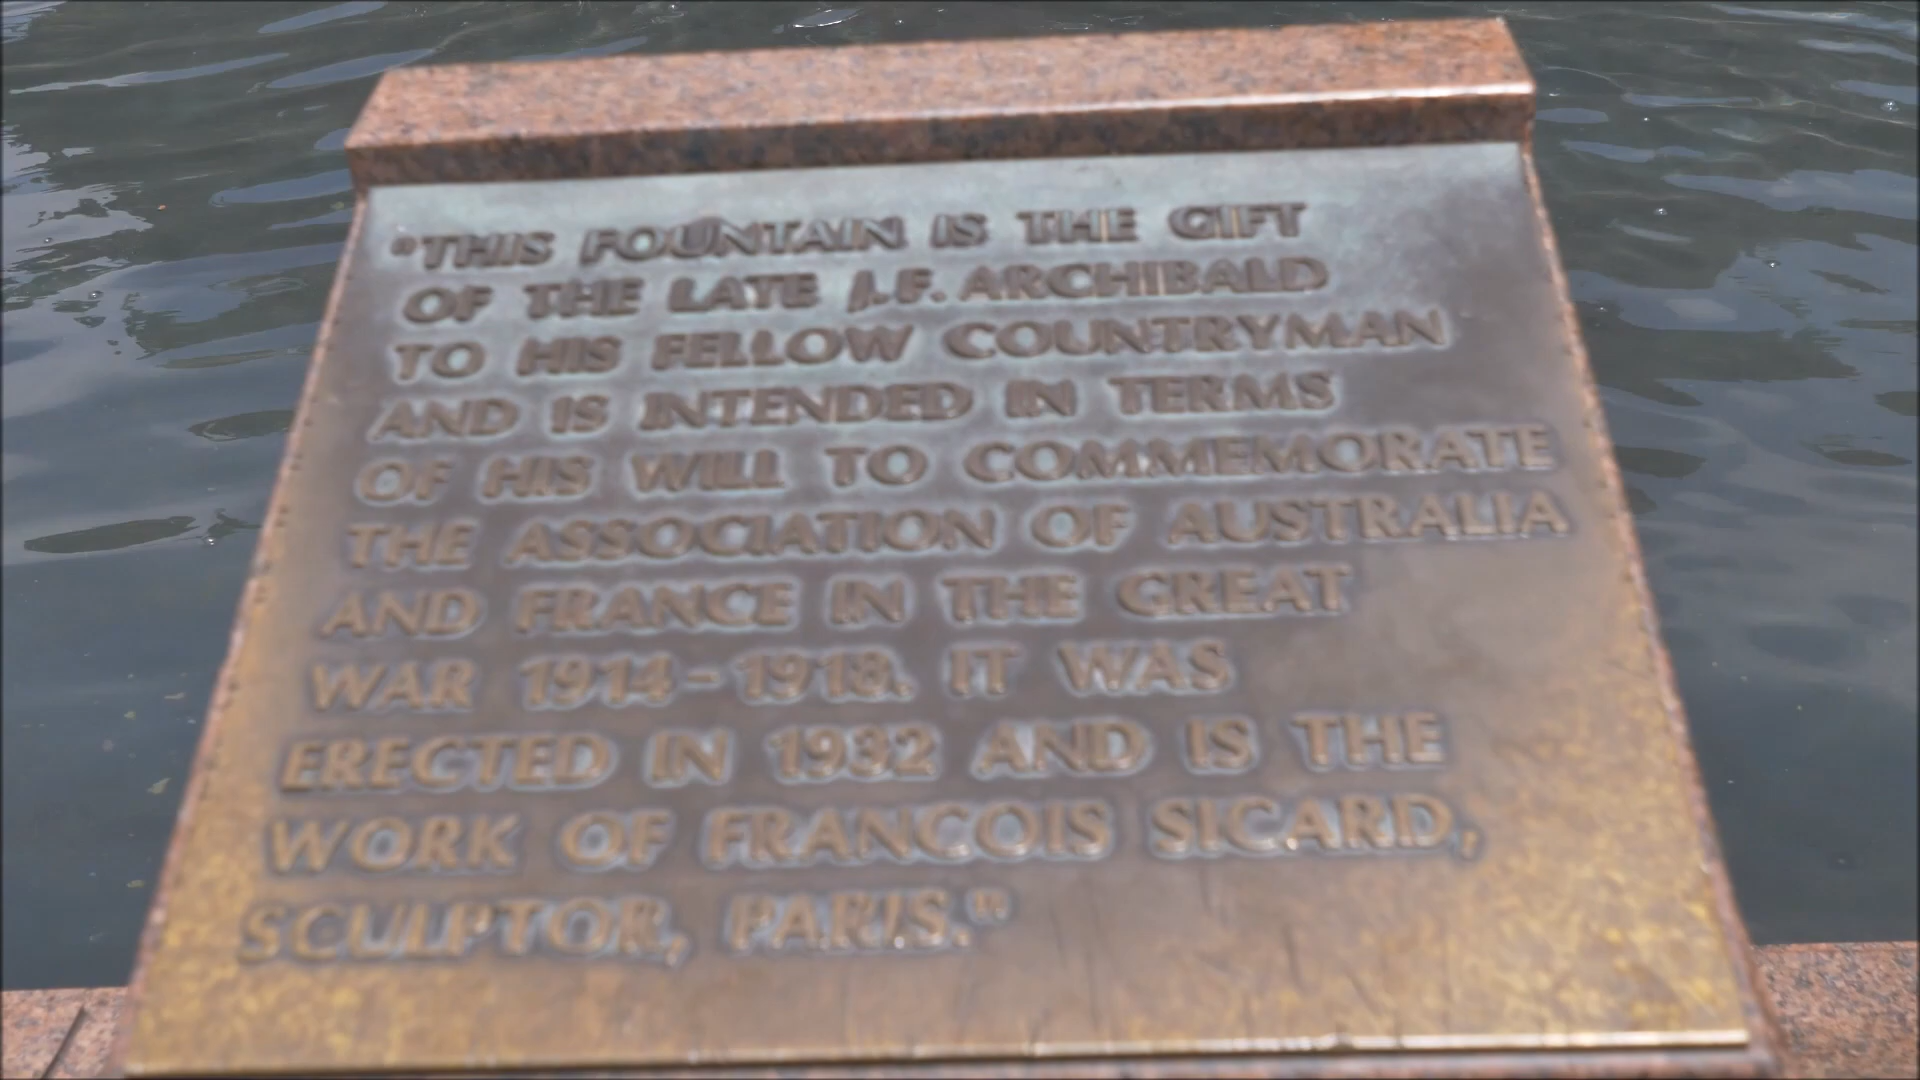 "THIS FOUNTAIN IS THE GIFT
OF THE LATE J.F. ARCHIBALD
TO HIS FELLOW COUNTRYMAN
AND IS INTENDED IN TERMS
OF HIS WILL TO COMMEMORATE
THE ASSOCIATION OF AUSTRALIA
AND FRANCE IN THE GREAT
WAR 1914-1918. IT WAS
ERECTED IN 1932 AND IS THE
WORK OF FRANCOIS SICARD,
SCULPTOR, PARIS."